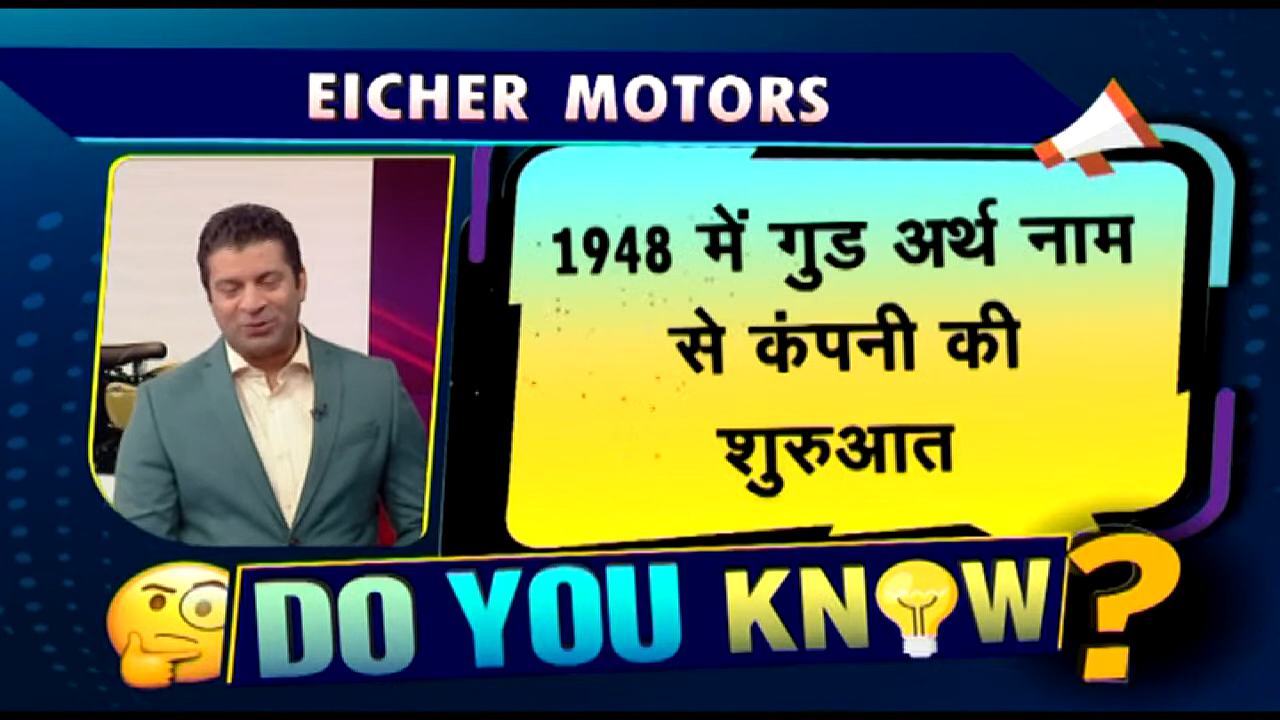 EICHER MOTORS
1948 में गुड अर्थ नाम
से कंपनी की
शुरुआत
DO YOU KNOW?